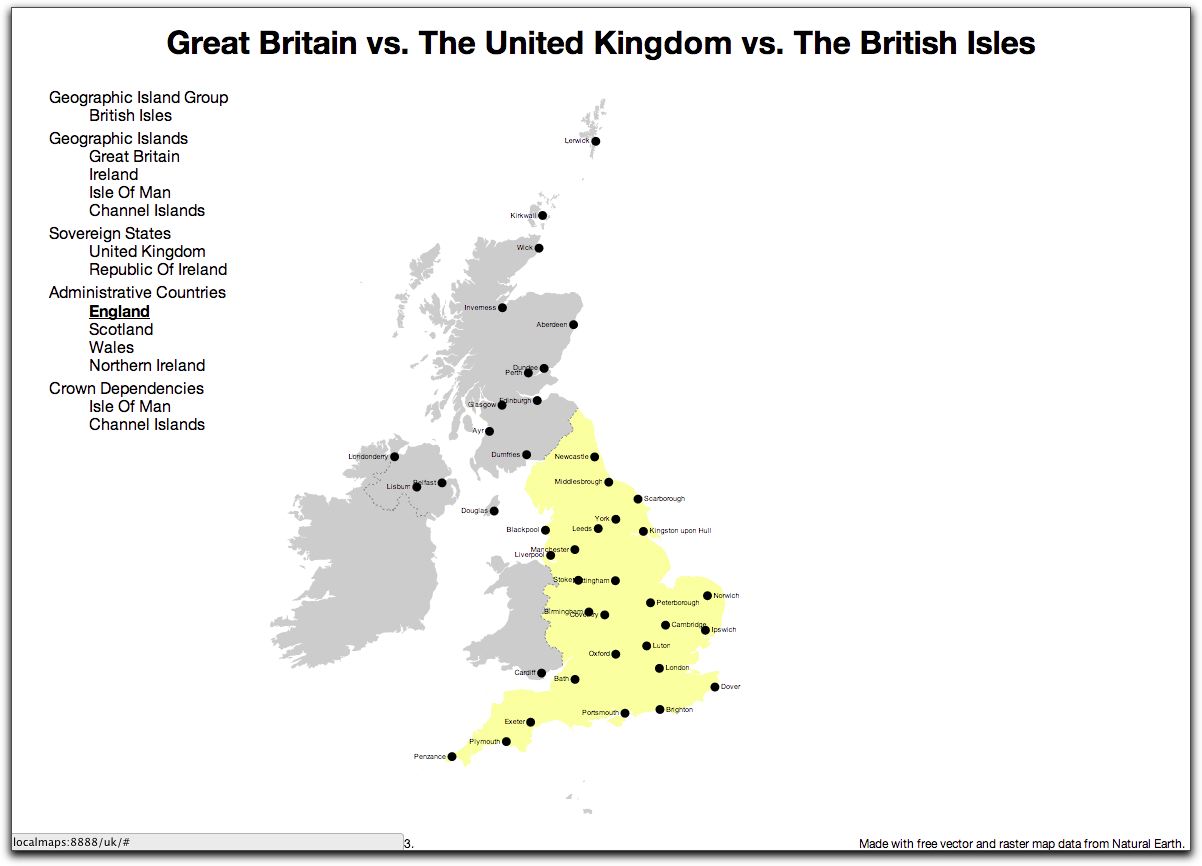 Great Britain vs. The United Kingdom vs. The British Isles
Geographic Island Group
British Isles
Geographic Islands
Great Britain
Ireland
Isle Of Man
Channel Islands
Sovereign States
United Kingdom
Republic Of Ireland
Administrative Countries
England
Scotland
Wales
Northern Ireland
Crown Dependencies
Isle Of Man
Channel Islands
Lerwick
Kirkwall
Wick
Inverness
Aberdeen
Dundee
Perth
Edinburgh
Glasgow
Ayr
Dumfries
Londonderry
Belfast
Lisburn
Douglas
Newcastle
Middlesbrough
Scarborough
York
Leeds
Kingston upon Hull
Blackpool
Manchester
Liverpool
Stoke
Norwich
Peterborough
Birmingham
Coventry
Cambridge
Ipswich
Luton
Oxford
London
Cardiff
Bath
Dover
Brighton
Portsmouth
Exeter
Plymouth
Penzance
localmaps:8888/uk/#
3.
Made with free vector and raster map data from Natural Earth.